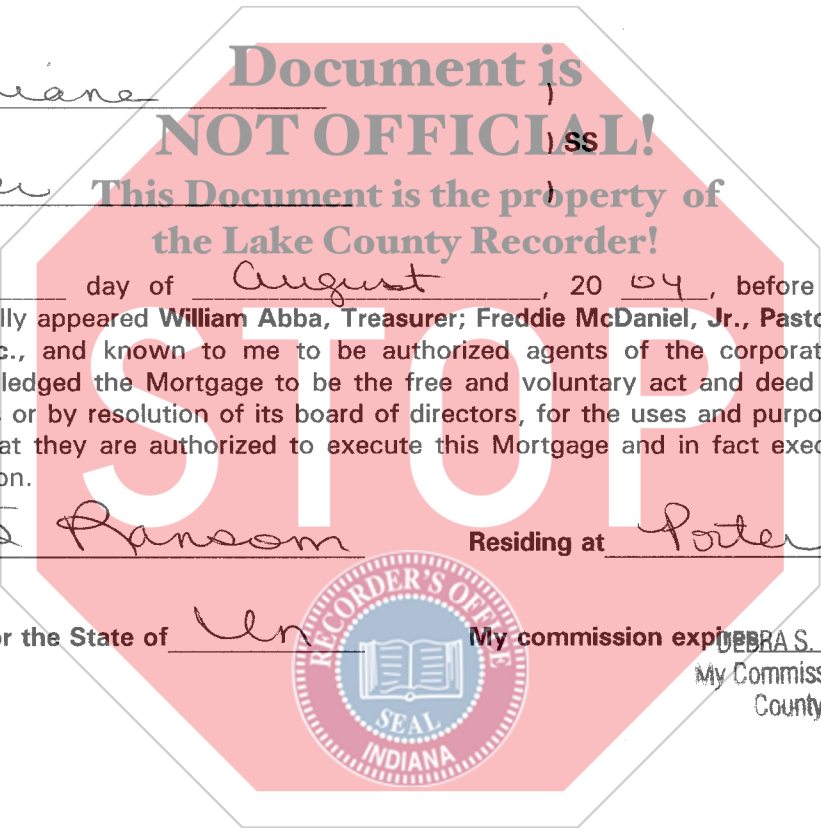 Document is
iane )
NOT OFFICIAL!
) SS
This Document is the property of
)
the Lake County Recorder!
day of August, 20 04, before
lly appeared William Abba, Treasurer; Freddie McDaniel, Jr., Pasto
c., and known to me to be authorized agents of the corporat
ledged the Mortgage to be the free and voluntary act and deed
s or by resolution of its board of directors, for the uses and purpo
at they are authorized to execute this Mortgage and in fact exec
on.
STOP
S Ransom Residing at Porter
r the State of In My commission expires
DEBRA S.
My Commiss
County
RECORDER'S OFFICE
SEAL
INDIANA